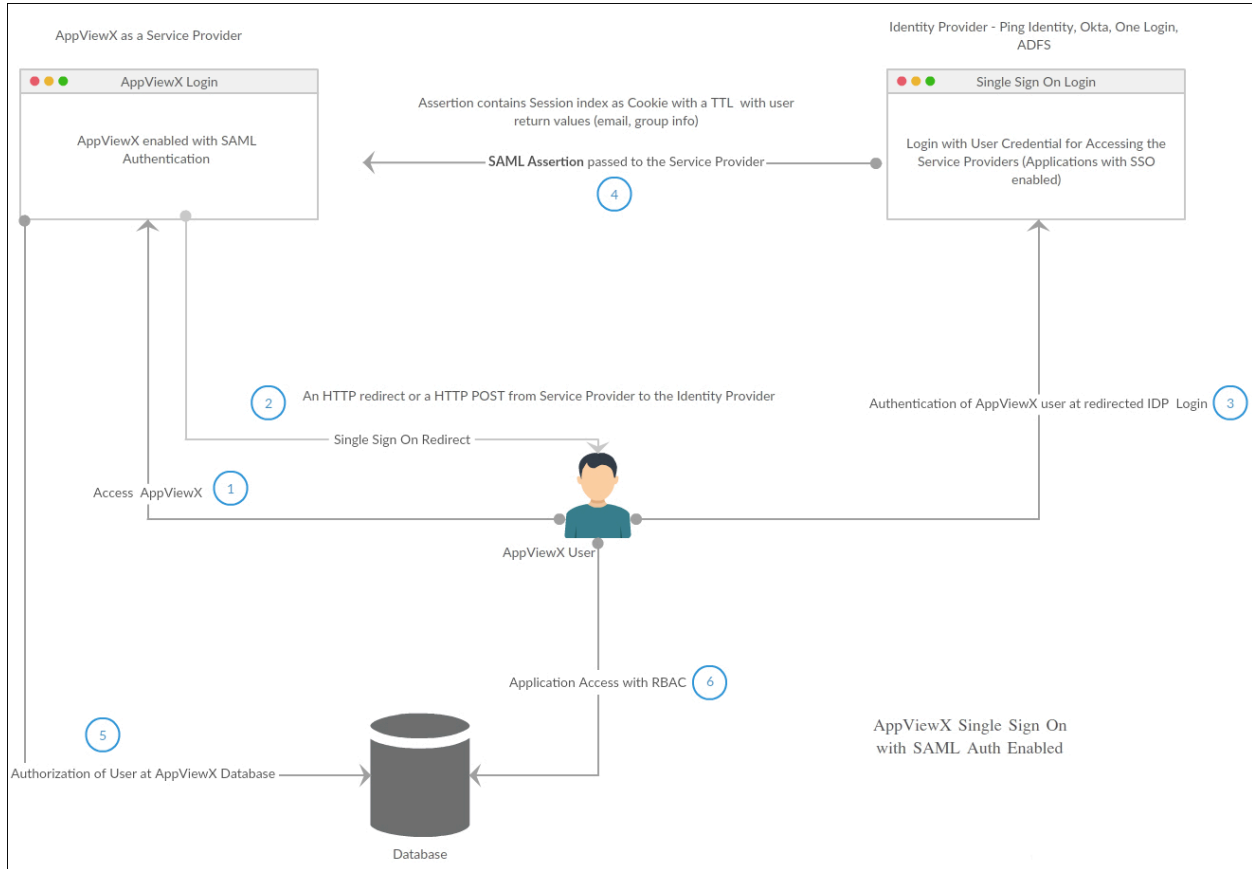 AppViewX as a Service Provider
Identity Provider - Ping Identity, Okta, One Login,
ADFS
AppViewX Login
Single Sign On Login
AppViewX enabled with SAML
Authentication
Assertion contains Session index as Cookie with a TTL with user
return values (email, group info)
SAML Assertion passed to the Service Provider
4
Login with User Credential for Accessing the
Service Providers (Applications with SSO
enabled)
2
An HTTP redirect or a HTTP POST from Service Provider to the Identity Provider
Single Sign On Redirect
Authentication of AppViewX user at redirected IDP Login
3
Access AppViewX
1
AppViewX User
Application Access with RBAC
6
5
Authorization of User at AppViewX Database
Database
AppViewX Single Sign On
with SAML Auth Enabled